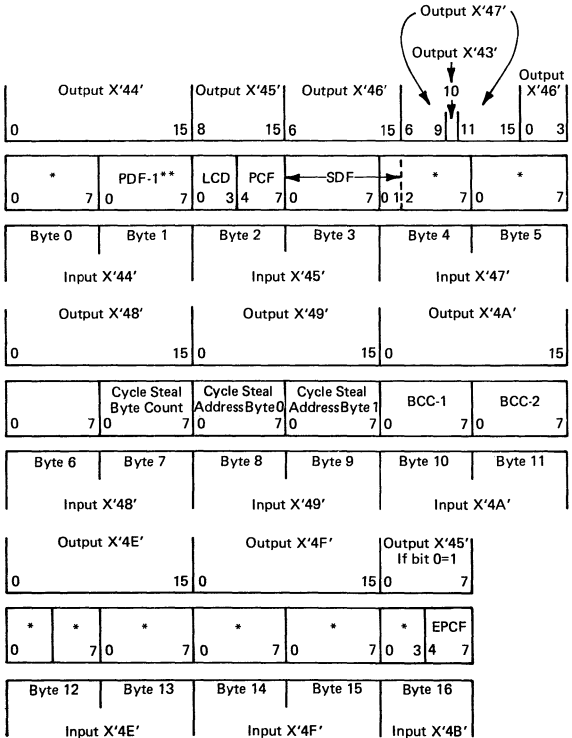 Output X'47'
Output X'43'
Output X'44' Output X'45' Output X'46' 10 Output X'46'
0 15 8 15 6 15 6 9 11 15 0 3
* PDF-1** LCD PCF SDF * *
0 7 0 7 0 3 4 7 0 7 0 1 2 7 0 7
Byte 0 Byte 1 Byte 2 Byte 3 Byte 4 Byte 5
Input X'44' Input X'45' Input X'47'
Output X'48' Output X'49' Output X'4A'
0 15 0 15 0 15
Cycle Steal Byte Count Cycle Steal Address Byte 0 Cycle Steal Address Byte 1 BCC-1 BCC-2
0 7 0 7 0 7 0 7 0 7 0 7
Byte 6 Byte 7 Byte 8 Byte 9 Byte 10 Byte 11
Input X'48' Input X'49' Input X'4A'
Output X'4E' Output X'4F' Output X'45' If bit 0=1
0 15 0 15 0 7
* * * * * * EPCF
0 7 0 7 0 7 0 7 0 3 4 7
Byte 12 Byte 13 Byte 14 Byte 15 Byte 16
Input X'4E' Input X'4F' Input X'4B'